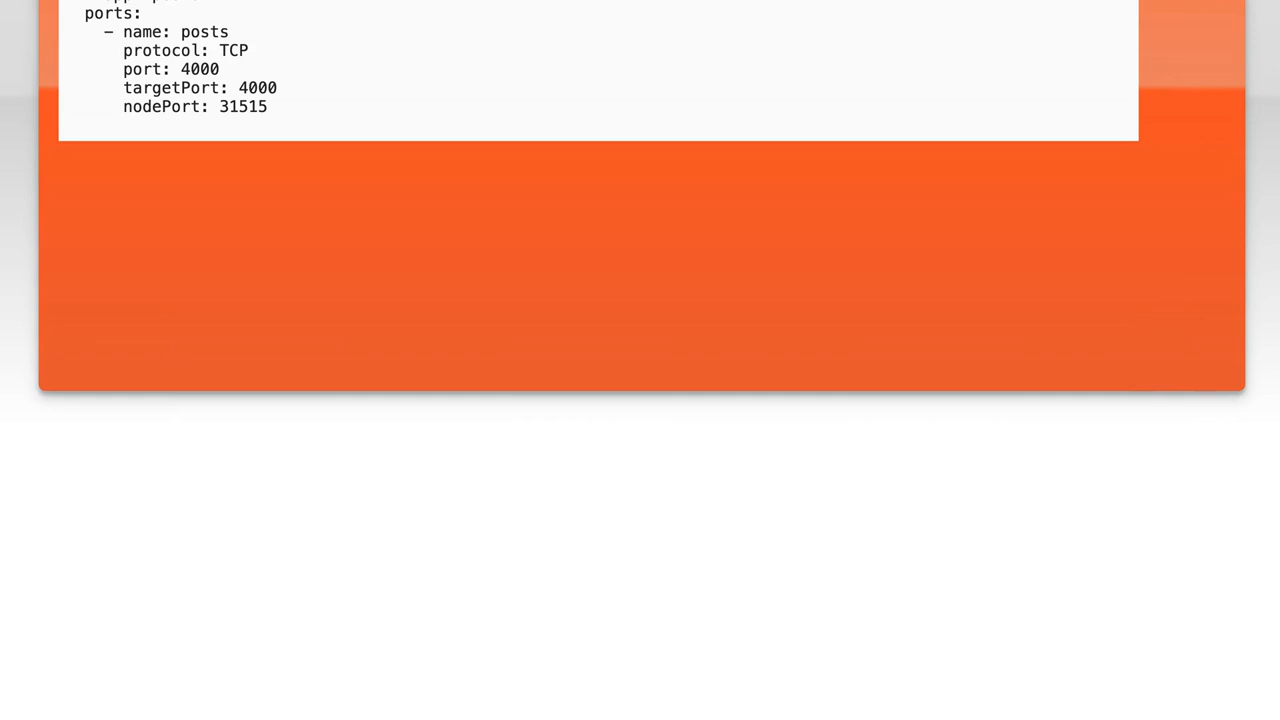 ports:
- name: posts
protocol: TCP
port: 4000
targetPort: 4000
nodePort: 31515